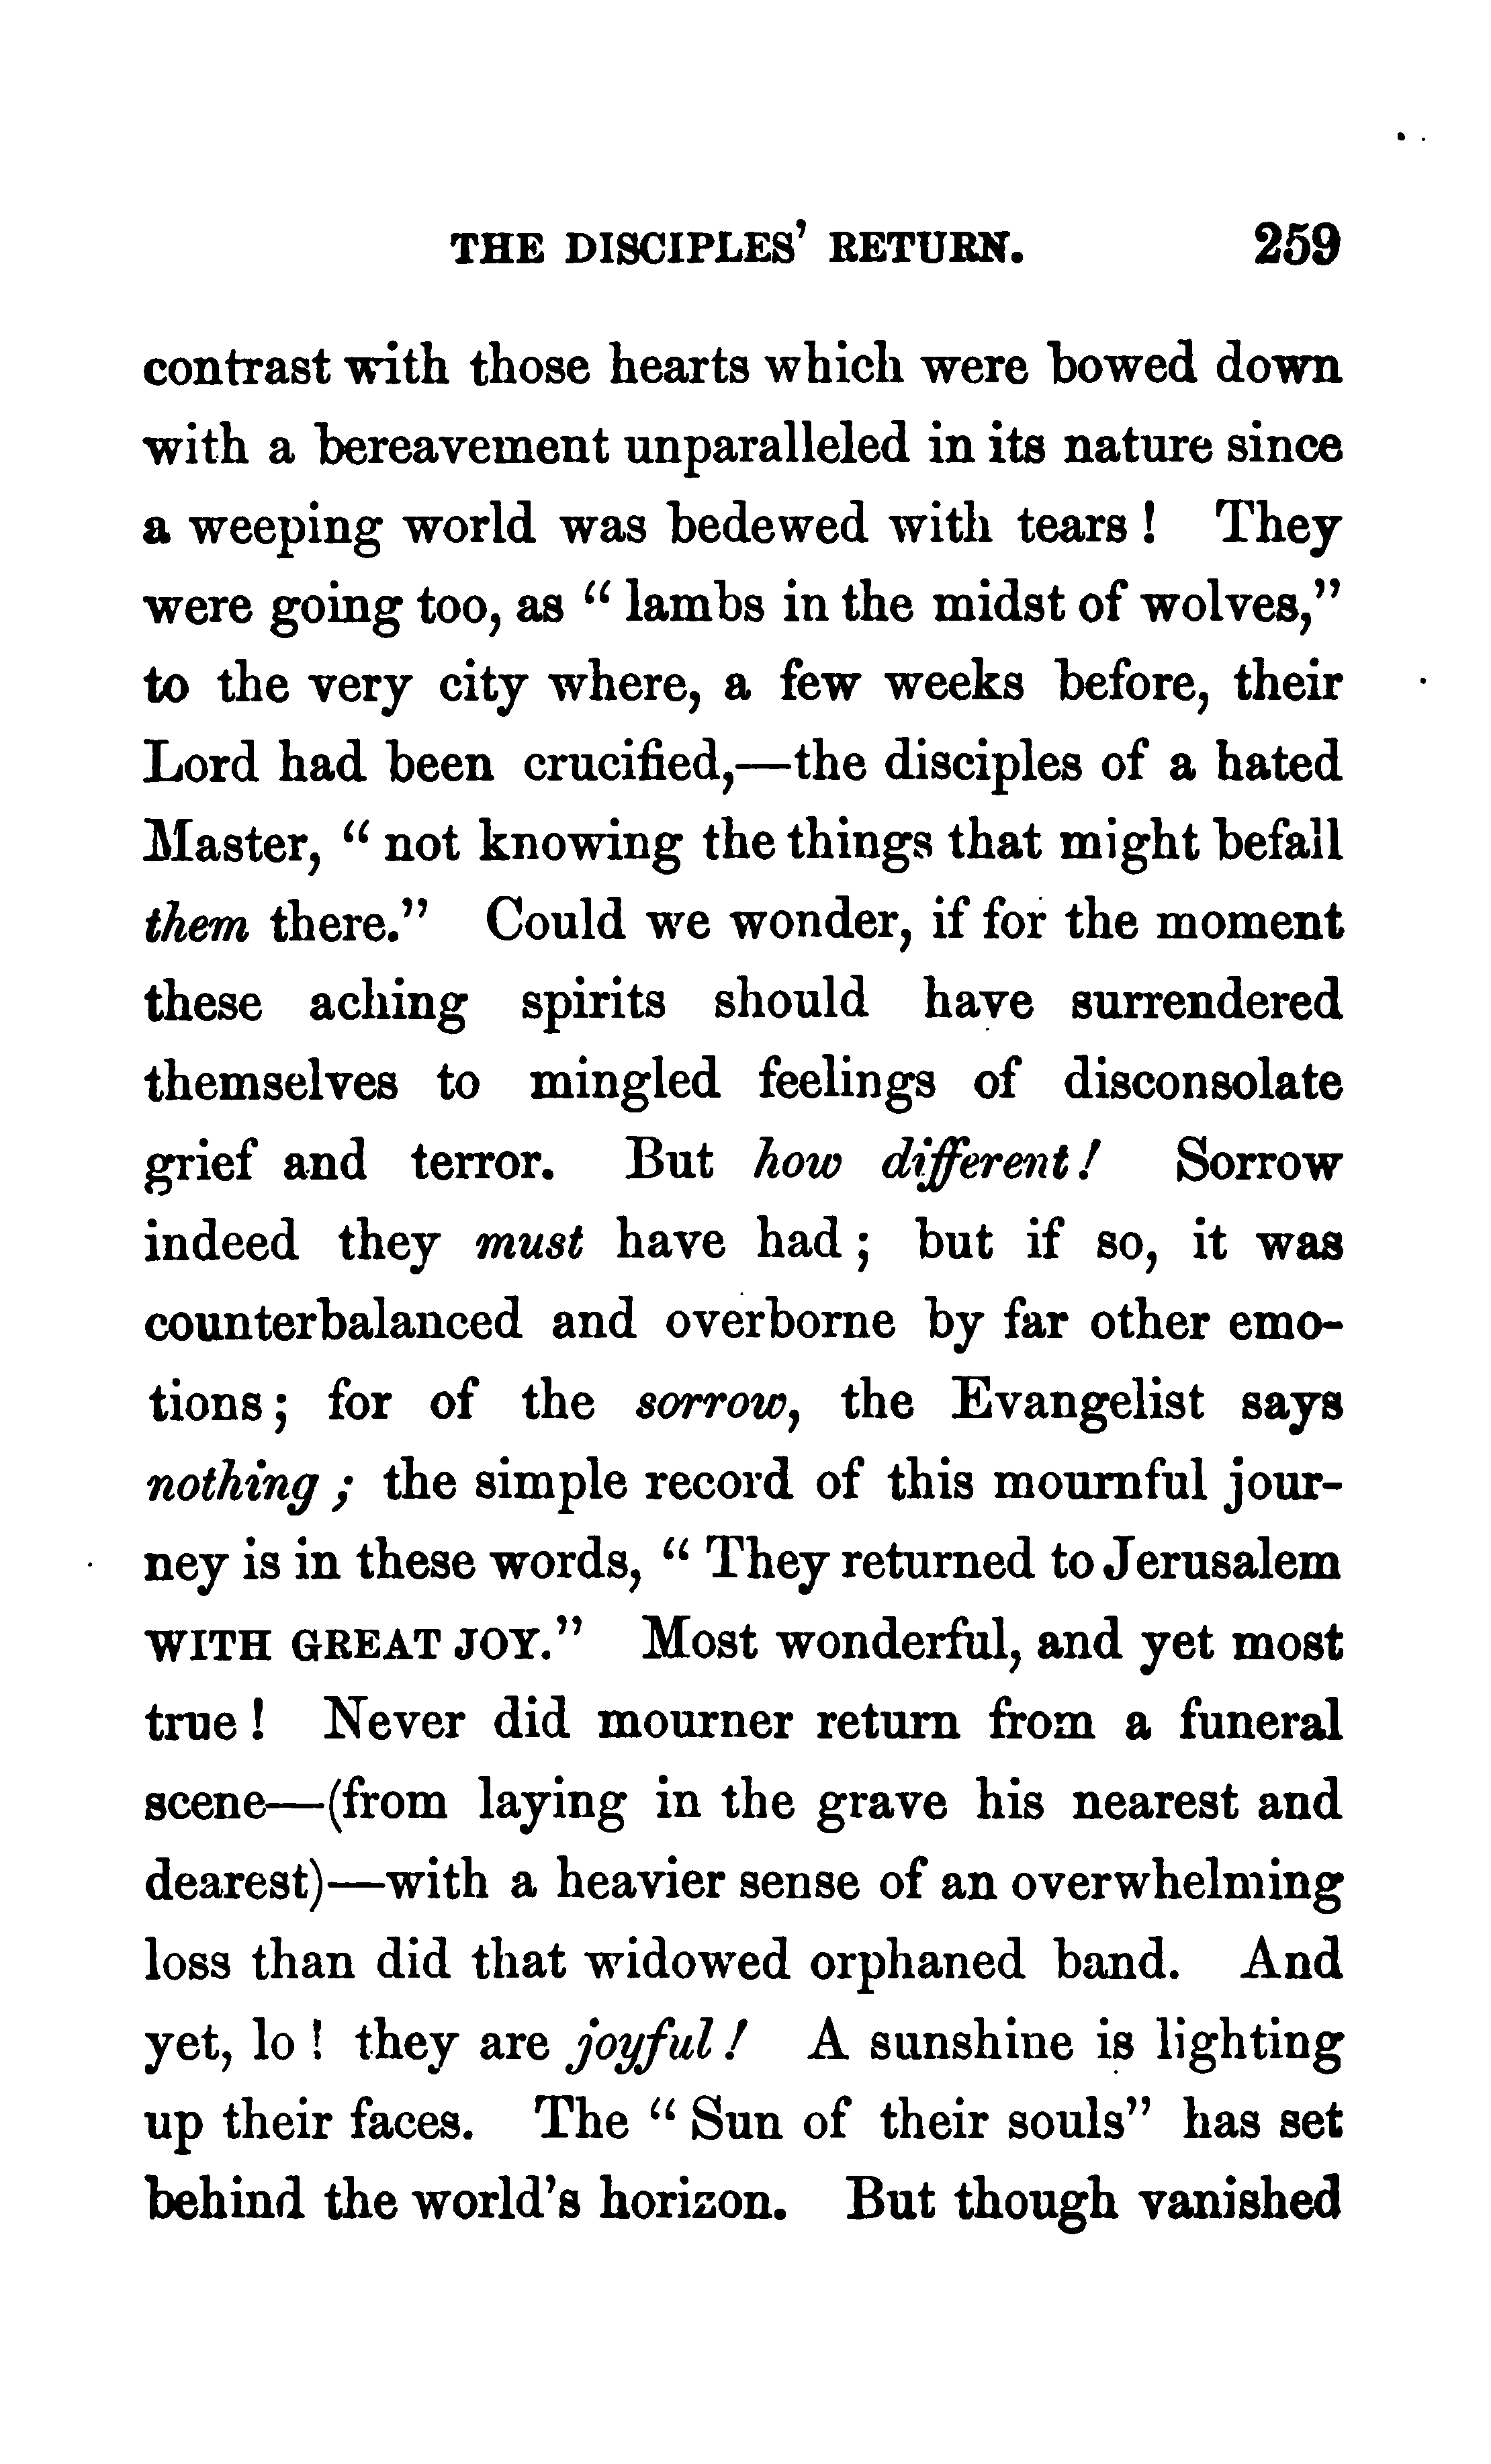 THE DISCIPLES' RETURN. 259
contrast with those hearts which were bowed down
with a bereavement unparalleled in its nature since
a weeping world was bedewed with tears ! They
were going too, as " lambs in the midst of wolves,"
to the very city where, a few weeks before, their
Lord had been crucified,—the disciples of a hated
Master, " not knowing the things that might befall
them there." Could we wonder, if for the moment
these aching spirits should have surrendered
themselves to mingled feelings of disconsolate
grief and terror. But how different ! Sorrow
indeed they must have had ; but if so, it was
counterbalanced and overborne by far other emo-
tions ; for of the sorrow, the Evangelist says
nothing ; the simple record of this mournful jour-
ney is in these words, " They returned to Jerusalem
WITH GREAT JOY." Most wonderful, and yet most
true ! Never did mourner return from a funeral
scene—(from laying in the grave his nearest and
dearest)—with a heavier sense of an overwhelming
loss than did that widowed orphaned band. And
yet, lo ! they are joyful ! A sunshine is lighting
up their faces. The " Sun of their souls" has set
behind the world's horizon. But though vanished